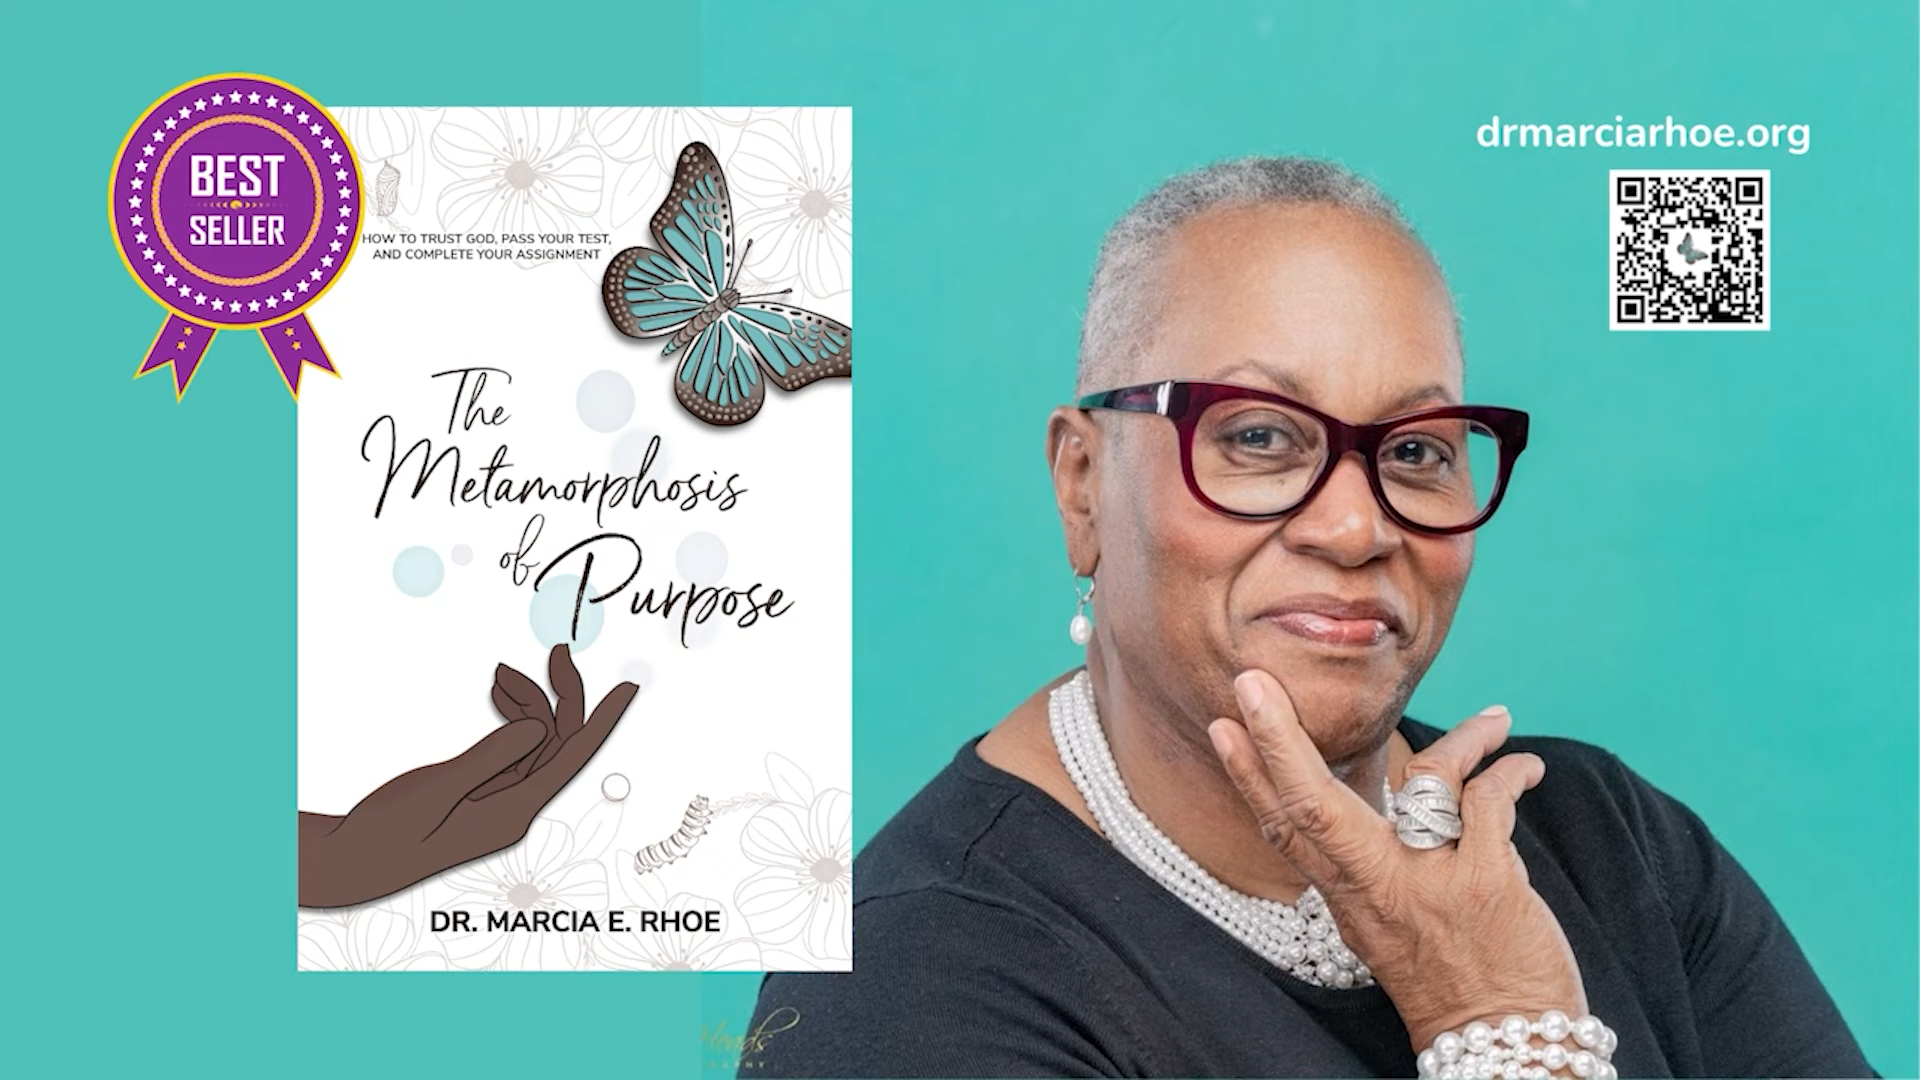 BEST
SELLER
HOW TO TRUST GOD, PASS YOUR TEST,
AND COMPLETE YOUR ASSIGNMENT
The
Metamorphosis
of
Purpose
DR. MARCIA E. RHOE
drmarciarhoe.org